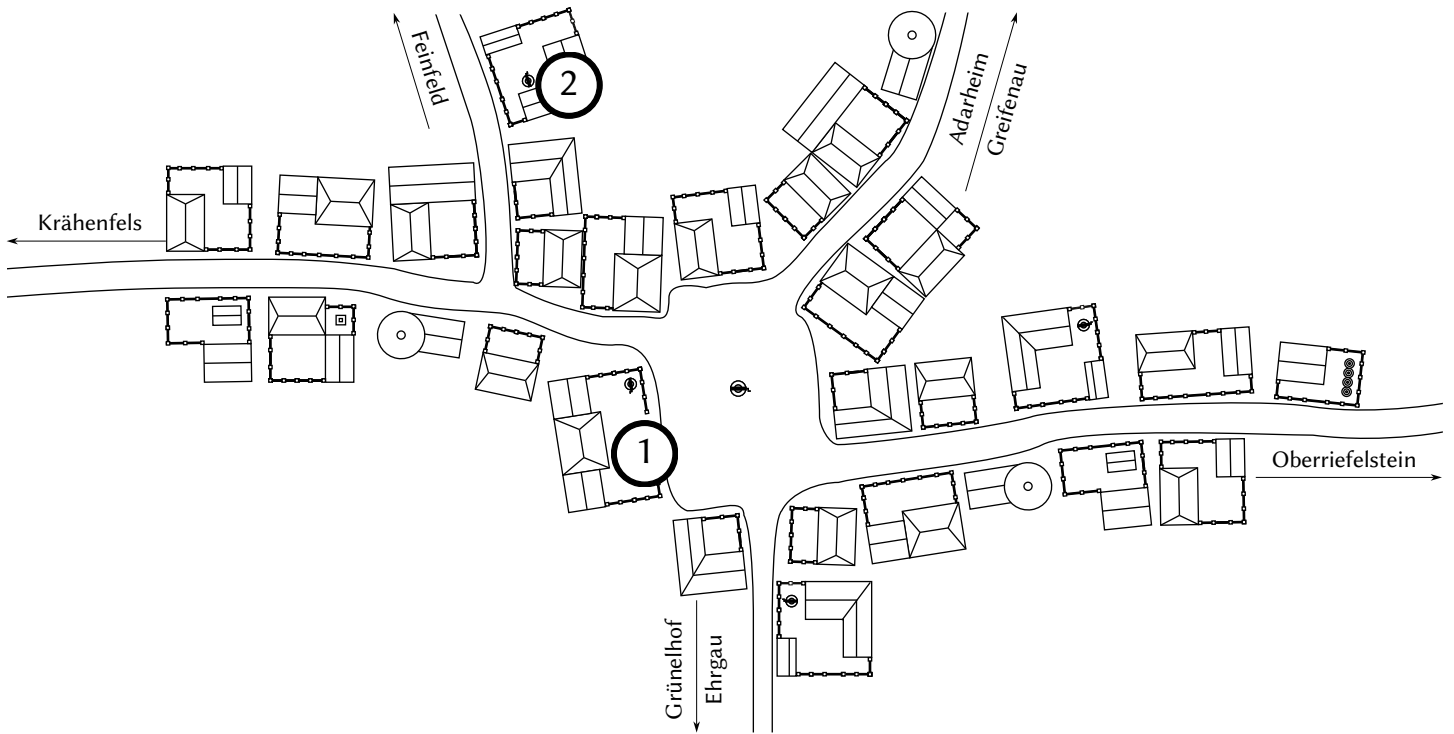 Feinfeld
2
Adarheim
Greifenau
Krähenfels
1
Oberriefelstein
Grünelhof
Ehrgau